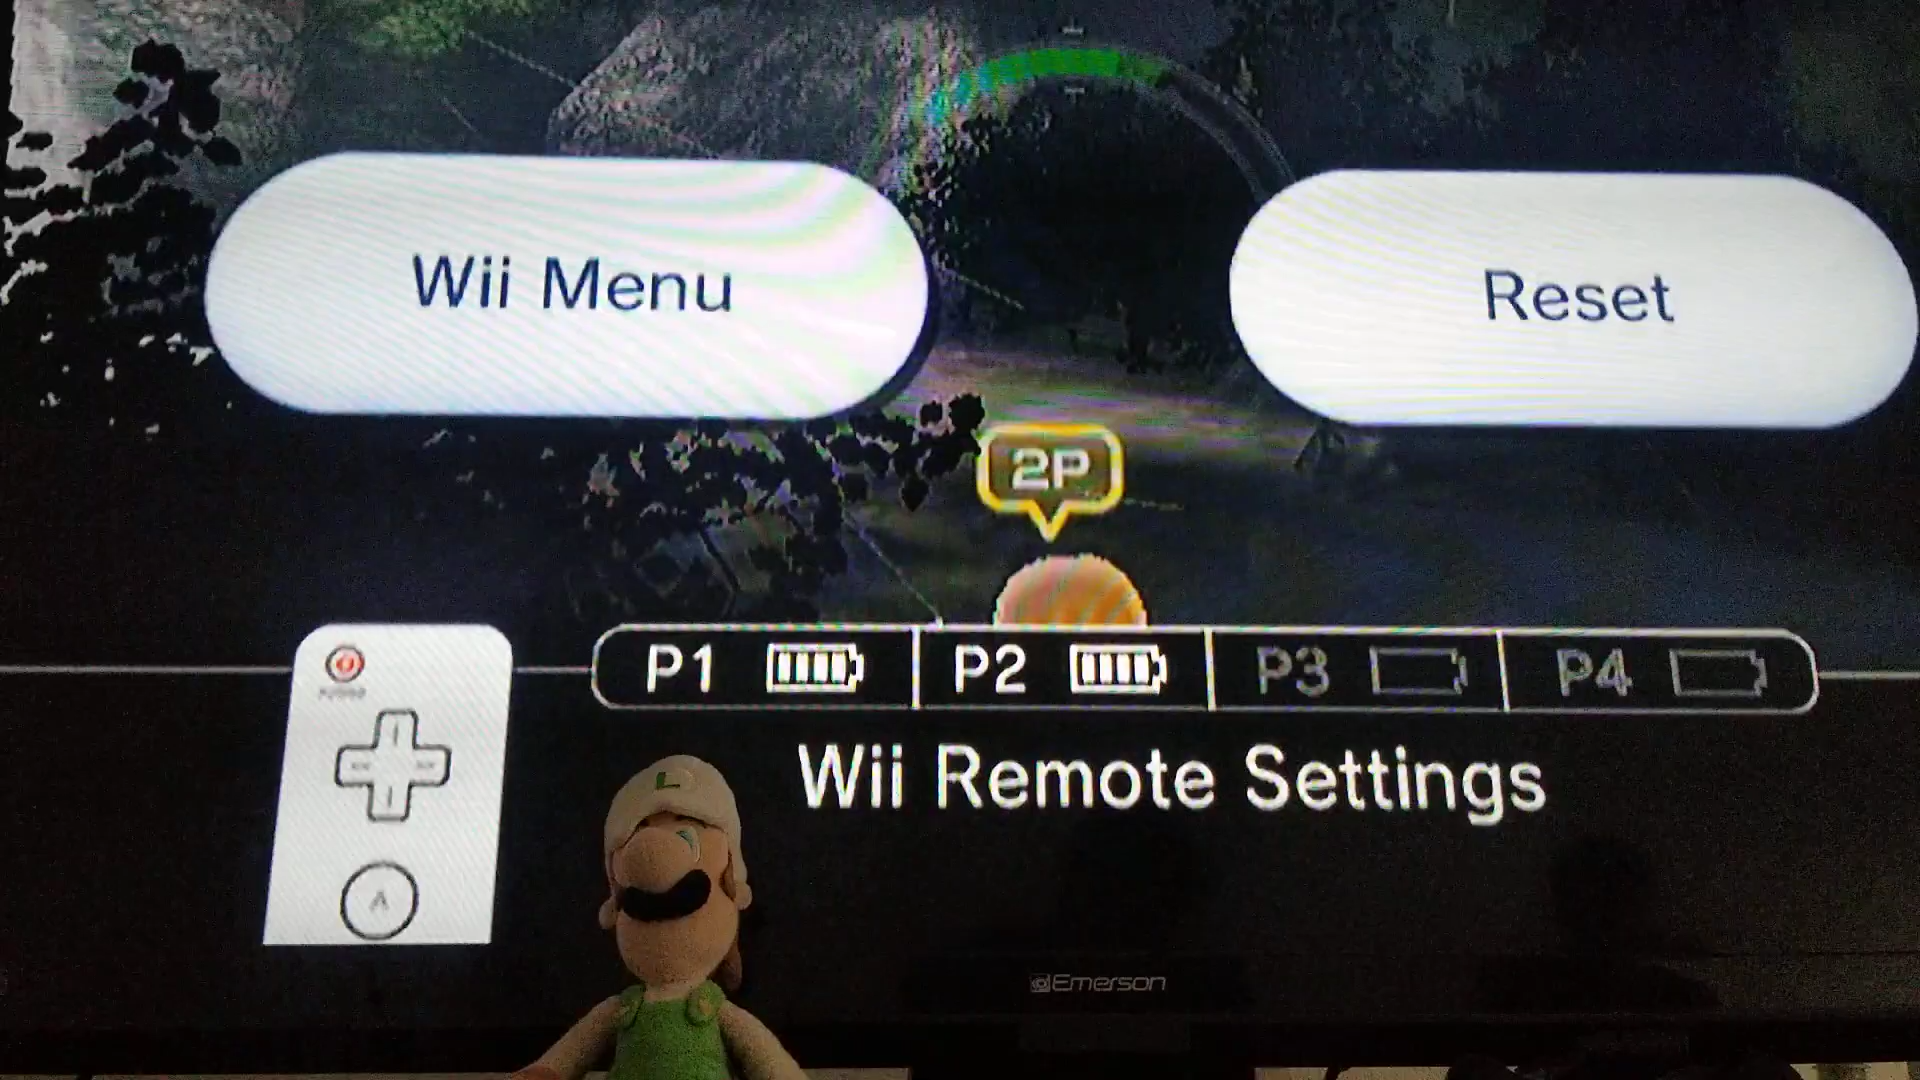 Wii Menu
Reset
2P
P1 P2 P3 P4
Wii Remote Settings
A
L
Emerson